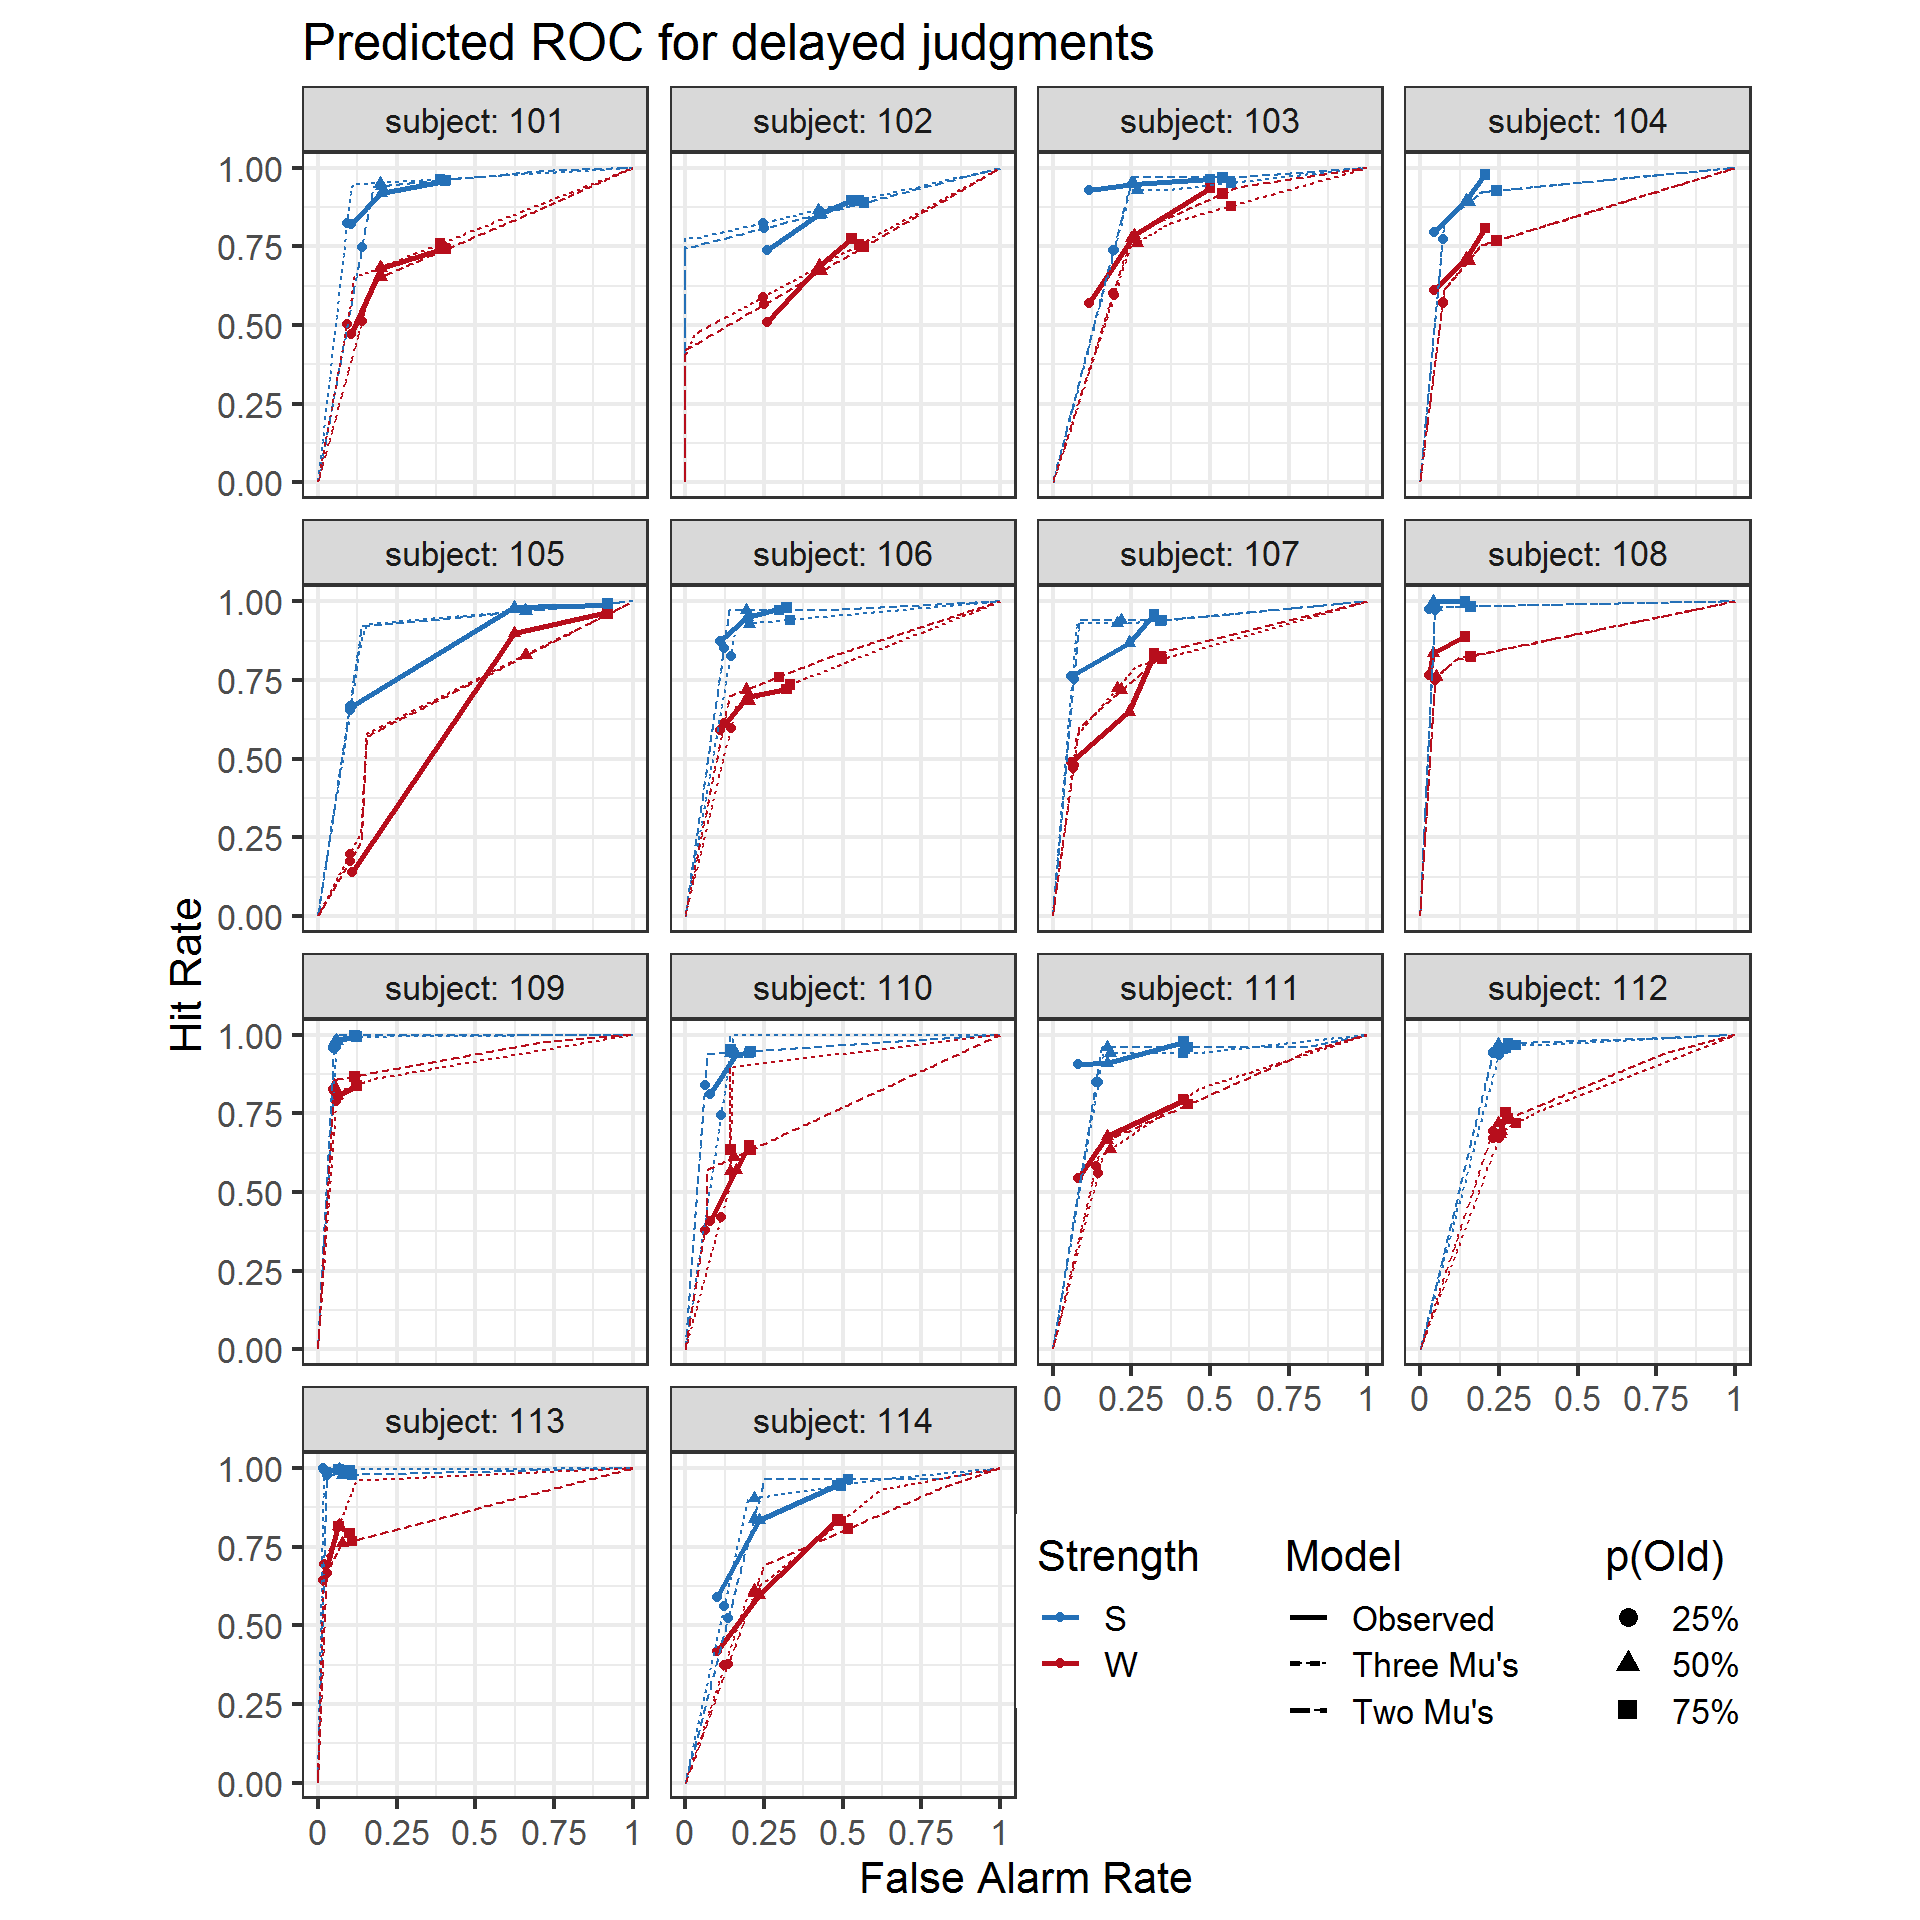 Predicted ROC for delayed judgments
subject: 101
subject: 102
subject: 103
subject: 104
1.00
0.75
0.50
0.25
0.00
subject: 105
subject: 106
subject: 107
subject: 108
1.00
0.75
0.50
0.25
0.00
Hit Rate
subject: 109
subject: 110
subject: 111
subject: 112
1.00
0.75
0.50
0.25
0.00
0 0.25 0.5 0.75 1
0 0.25 0.5 0.75 1
subject: 113
subject: 114
1.00
0.75
0.50
0.25
0.00
0 0.25 0.5 0.75 1
0 0.25 0.5 0.75 1
False Alarm Rate
Strength
S
W
Model
Observed
Three Mu's
Two Mu's
p(Old)
25%
50%
75%